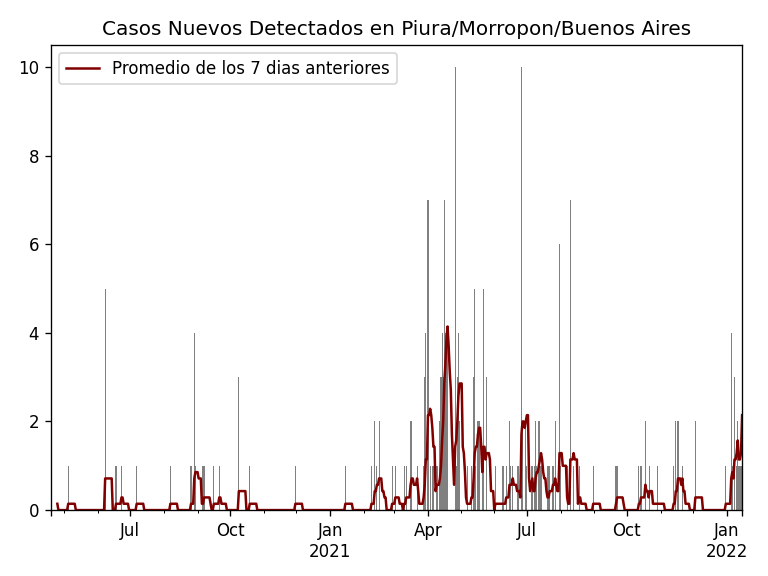 Casos Nuevos Detectados en Piura/Morropon/Buenos Aires
Promedio de los 7 dias anteriores
10
8
6
4
2
0
Jul
Oct
Jan
2021
Apr
Jul
Oct
Jan
2022